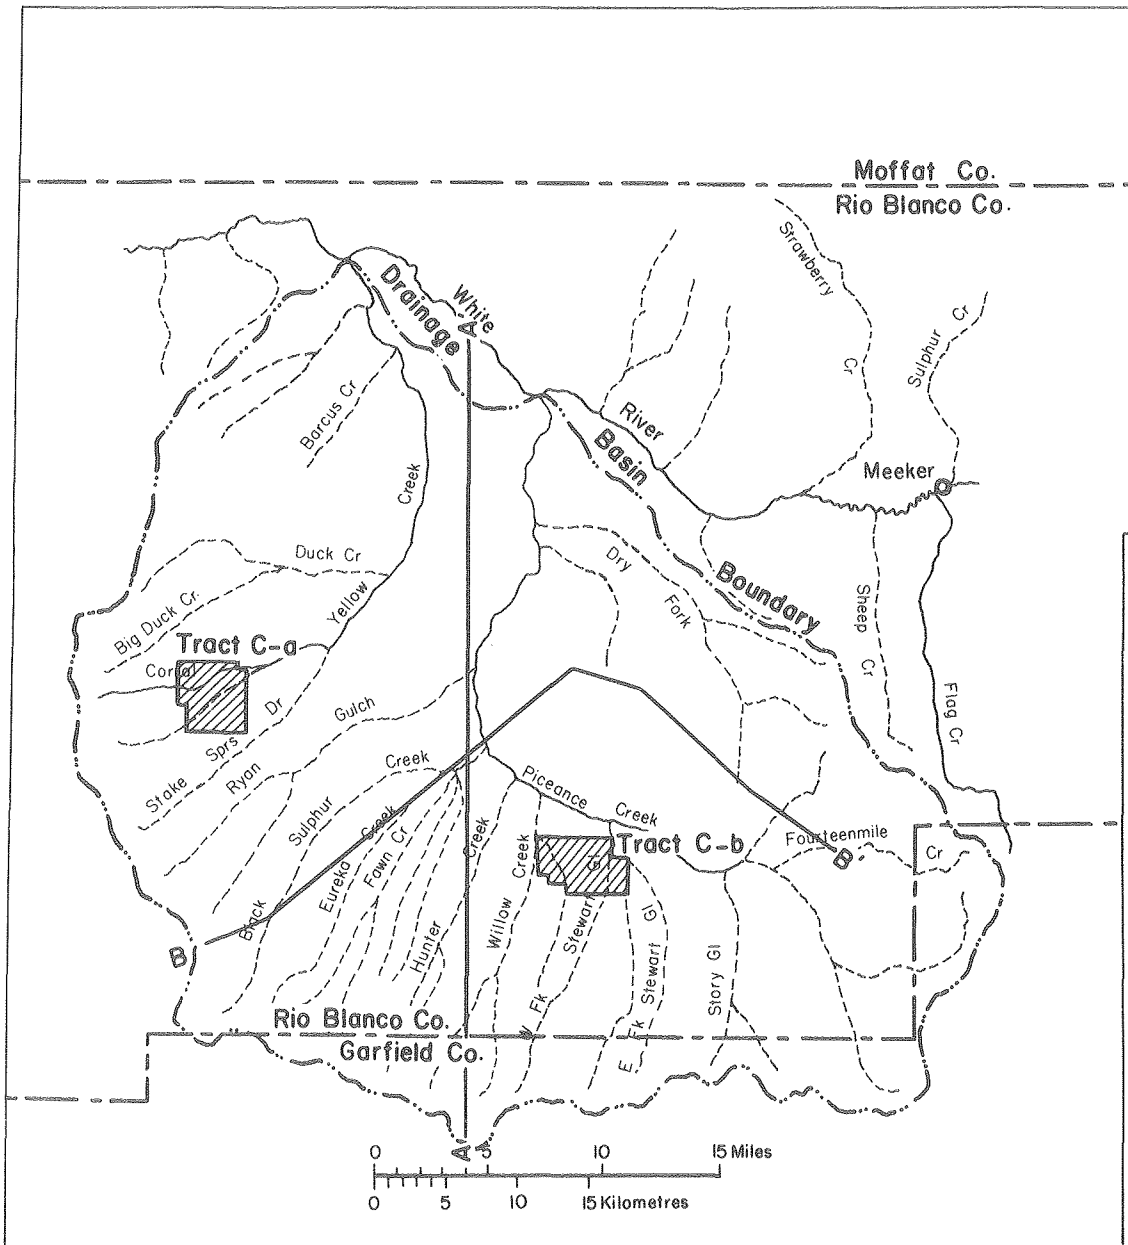 Moffat Co.
Rio Blanco Co.
Strawberry
Cr
Sulphur Cr
Drainage
White
A
Barcus Cr
River
Basin
Meeker
Creek
Duck Cr
Dry
Fork
Boundary
Sheep
Cr
Big Duck Cr.
Yellow
Tract C-a
Corral
Flag Cr
Stake Sprs Dr
Ryan Gulch
Sulphur Creek
Piceance Creek
Eureka Creek
Fawn Cr
Creek
Creek
Tract C-b
Fourteenmile
Cr
B'
G
Black
Hunter
Willow
Stewart
Gl
Stewart
Story Gl
B
W Fk
E Fk
Rio Blanco Co.
Garfield Co.
A'
0 5 10 15 Miles
0 5 10 15 Kilometres